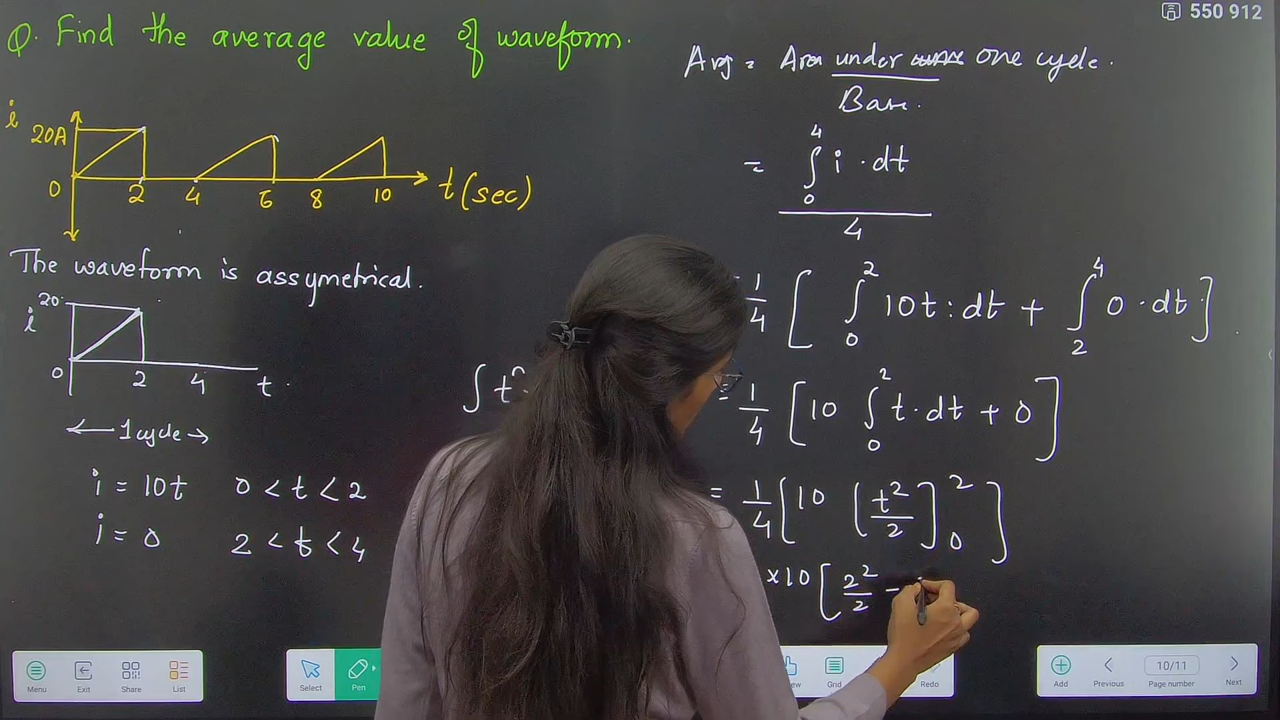 Q. Find the average value of waveform.
i
20A
0 2 4 6 8 10 t (sec)
The waveform is assymetrical.
20
i
0 2 4 t
1 cycle
i = 10t 0 < t < 2
i = 0 2 < t < 4
550 912
Avg = Area under one cycle.
Base.
= ∫₀⁴ i · dt
4
1/4 [ ∫₀² 10t · dt + ∫₂⁴ 0 · dt ]
∫ t
= 1/4 [ 10 ∫₀² t · dt + 0 ]
= 1/4 [ 10 [ t²/2 ]₀² ]
×10 [ 2²/2 -
Menu Exit Share List
Select Pen
Grid Redo
Add Previous 10/11 Page number Next